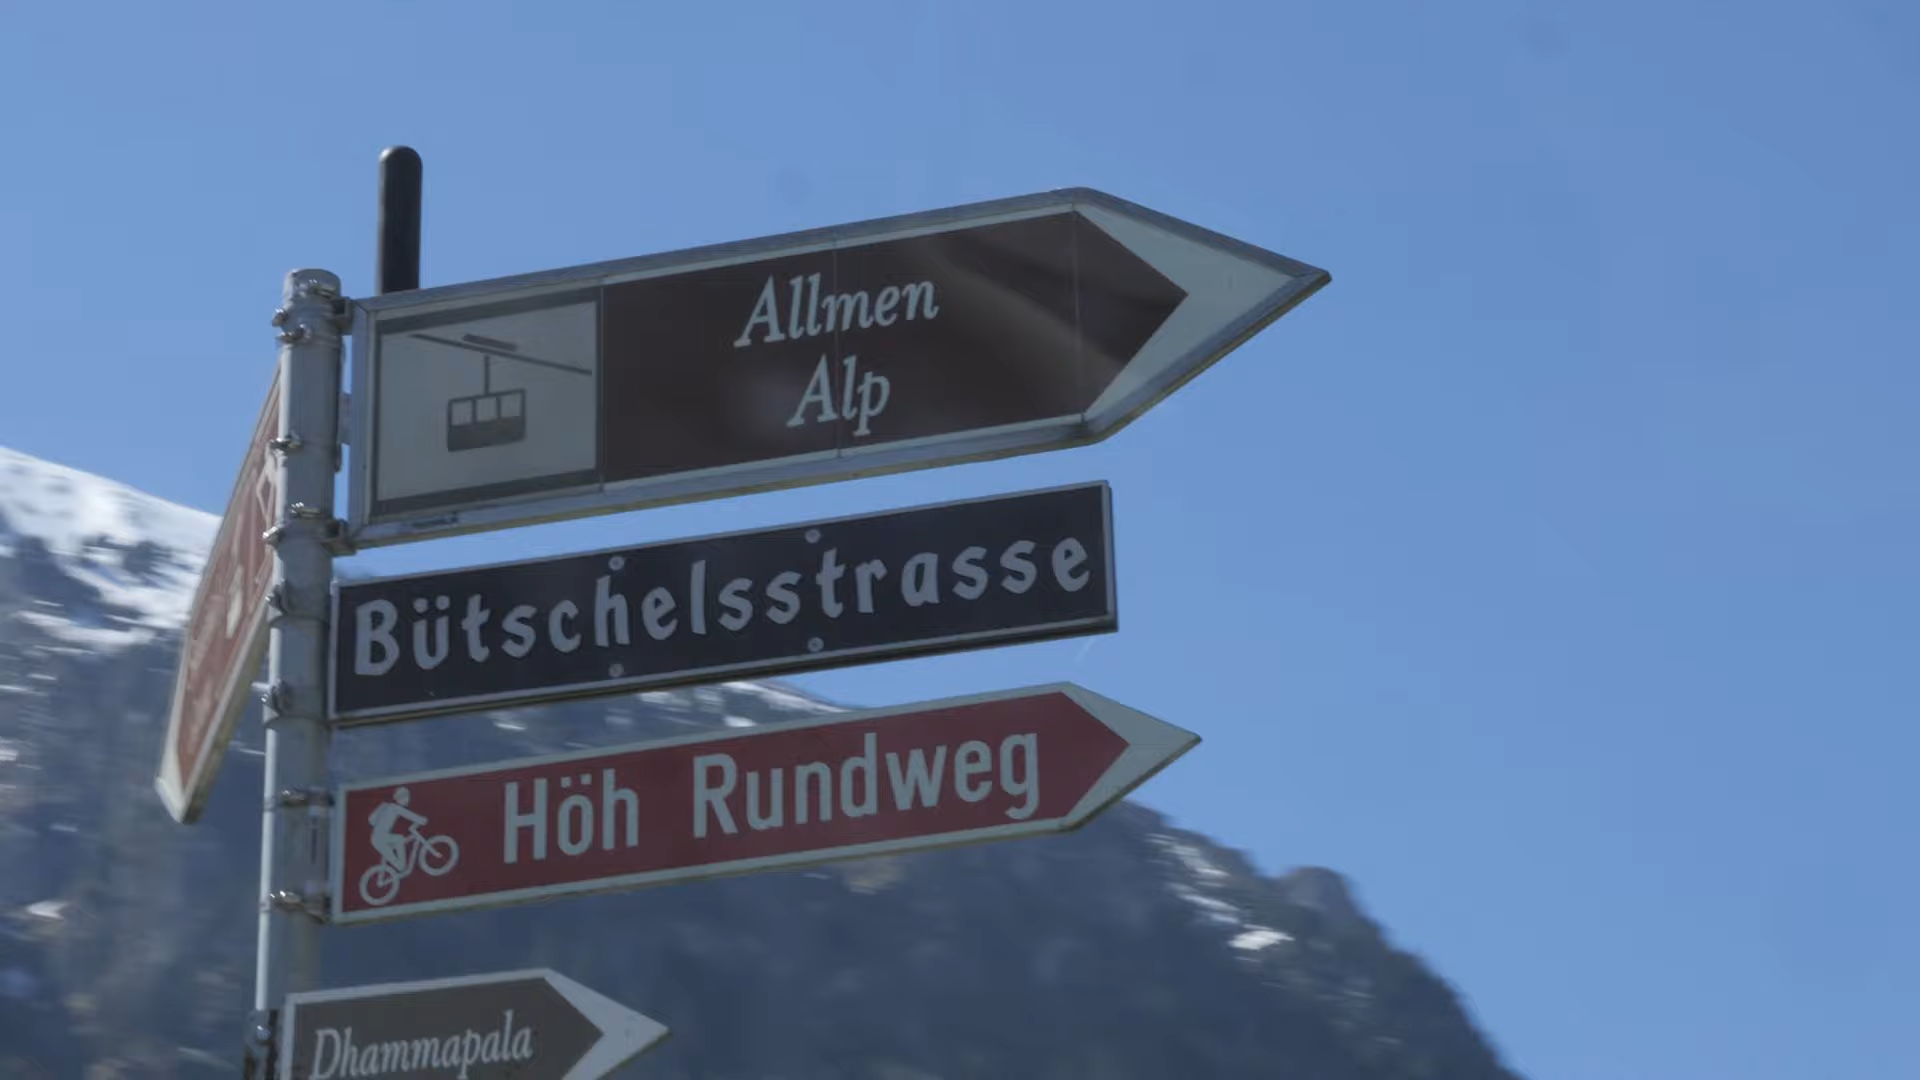 Allmen
Alp
Bütschelsstrasse
Höh Rundweg
Dhammapala